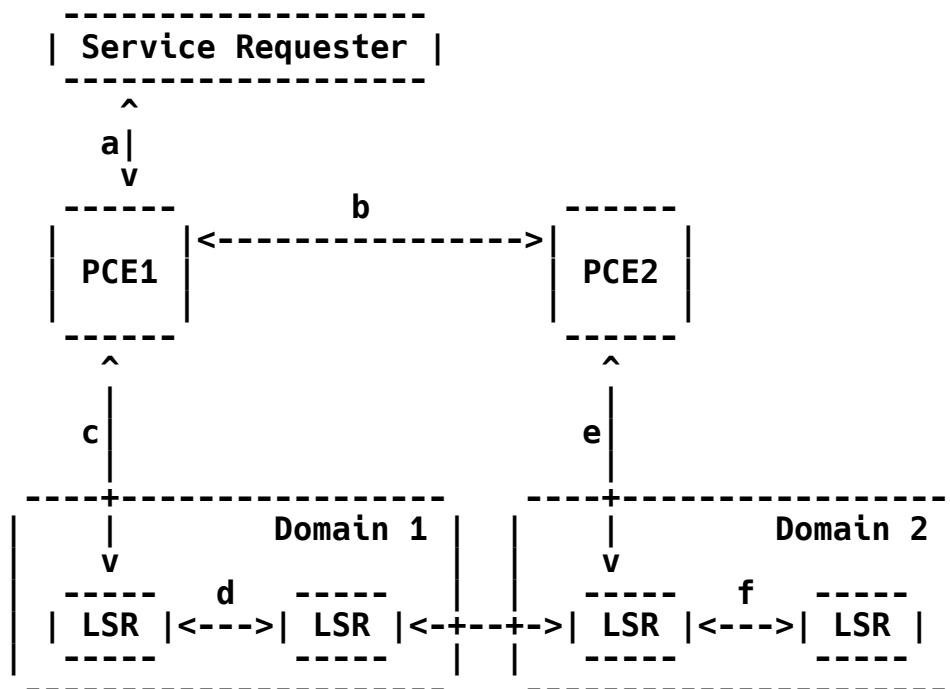 Service Requester
a
b
PCE1 PCE2
c e
Domain 1 Domain 2
d f
LSR LSR LSR LSR